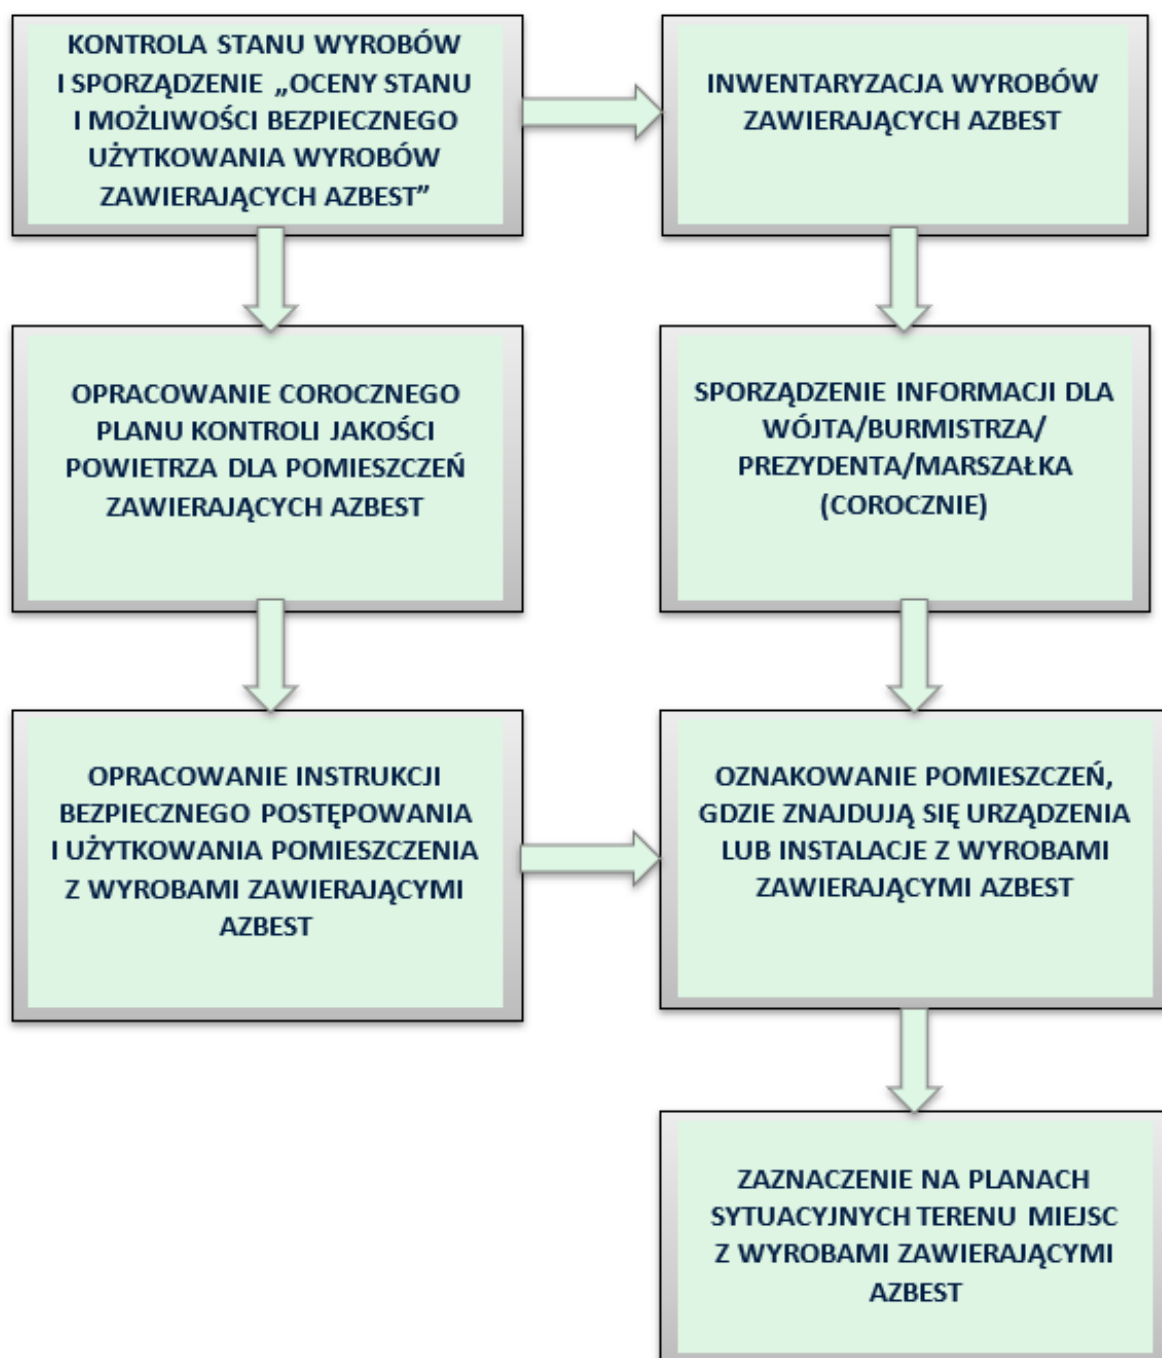 KONTROLA STANU WYROBÓW
I SPORZĄDZENIE „OCENY STANU
I MOŻLIWOŚCI BEZPIECZNEGO
UŻYTKOWANIA WYROBÓW
ZAWIERAJĄCYCH AZBEST”
INWENTARYZACJA WYROBÓW
ZAWIERAJĄCYCH AZBEST
OPRACOWANIE COROCZNEGO
PLANU KONTROLI JAKOŚCI
POWIETRZA DLA POMIESZCZEŃ
ZAWIERAJĄCYCH AZBEST
SPORZĄDZENIE INFORMACJI DLA
WÓJTA/BURMISTRZA/
PREZYDENTA/MARSZAŁKA
(COROCZNIE)
OPRACOWANIE INSTRUKCJI
BEZPIECZNEGO POSTĘPOWANIA
I UŻYTKOWANIA POMIESZCZENIA
Z WYROBAMI ZAWIERAJĄCYMI
AZBEST
OZNAKOWANIE POMIESZCZEŃ,
GDZIE ZNAJDUJĄ SIĘ URZĄDZENIA
LUB INSTALACJE Z WYROBAMI
ZAWIERAJĄCYMI AZBEST
ZAZNACZENIE NA PLANACH
SYTUACYJNYCH TERENU MIEJSC
Z WYROBAMI ZAWIERAJĄCYMI
AZBEST